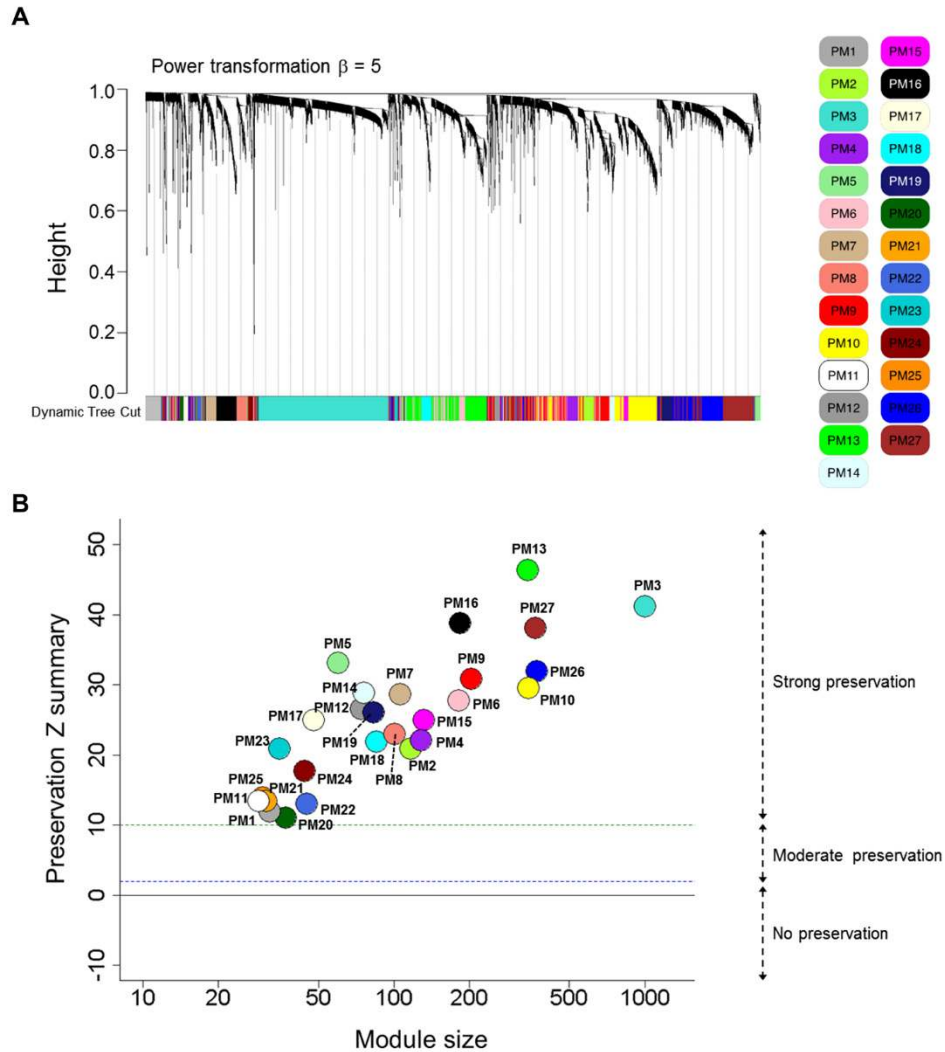 A
Power transformation β = 5
Height
1.0
0.8
0.6
0.4
0.2
0.0
Dynamic Tree Cut
PM1
PM2
PM3
PM4
PM5
PM6
PM7
PM8
PM9
PM10
PM11
PM12
PM13
PM14
PM15
PM16
PM17
PM18
PM19
PM20
PM21
PM22
PM23
PM24
PM25
PM26
PM27
B
Preservation Z summary
50
40
30
20
10
0
-10
PM13
PM3
PM16
PM27
PM5
PM9
PM26
PM14
PM7
PM10
PM12
PM6
PM17
PM15
PM19
PM4
PM23
PM18
PM2
PM8
PM24
PM25
PM21
PM11
PM22
PM1
PM20
10
20
50
100
200
500
1000
Module size
Strong preservation
Moderate preservation
No preservation